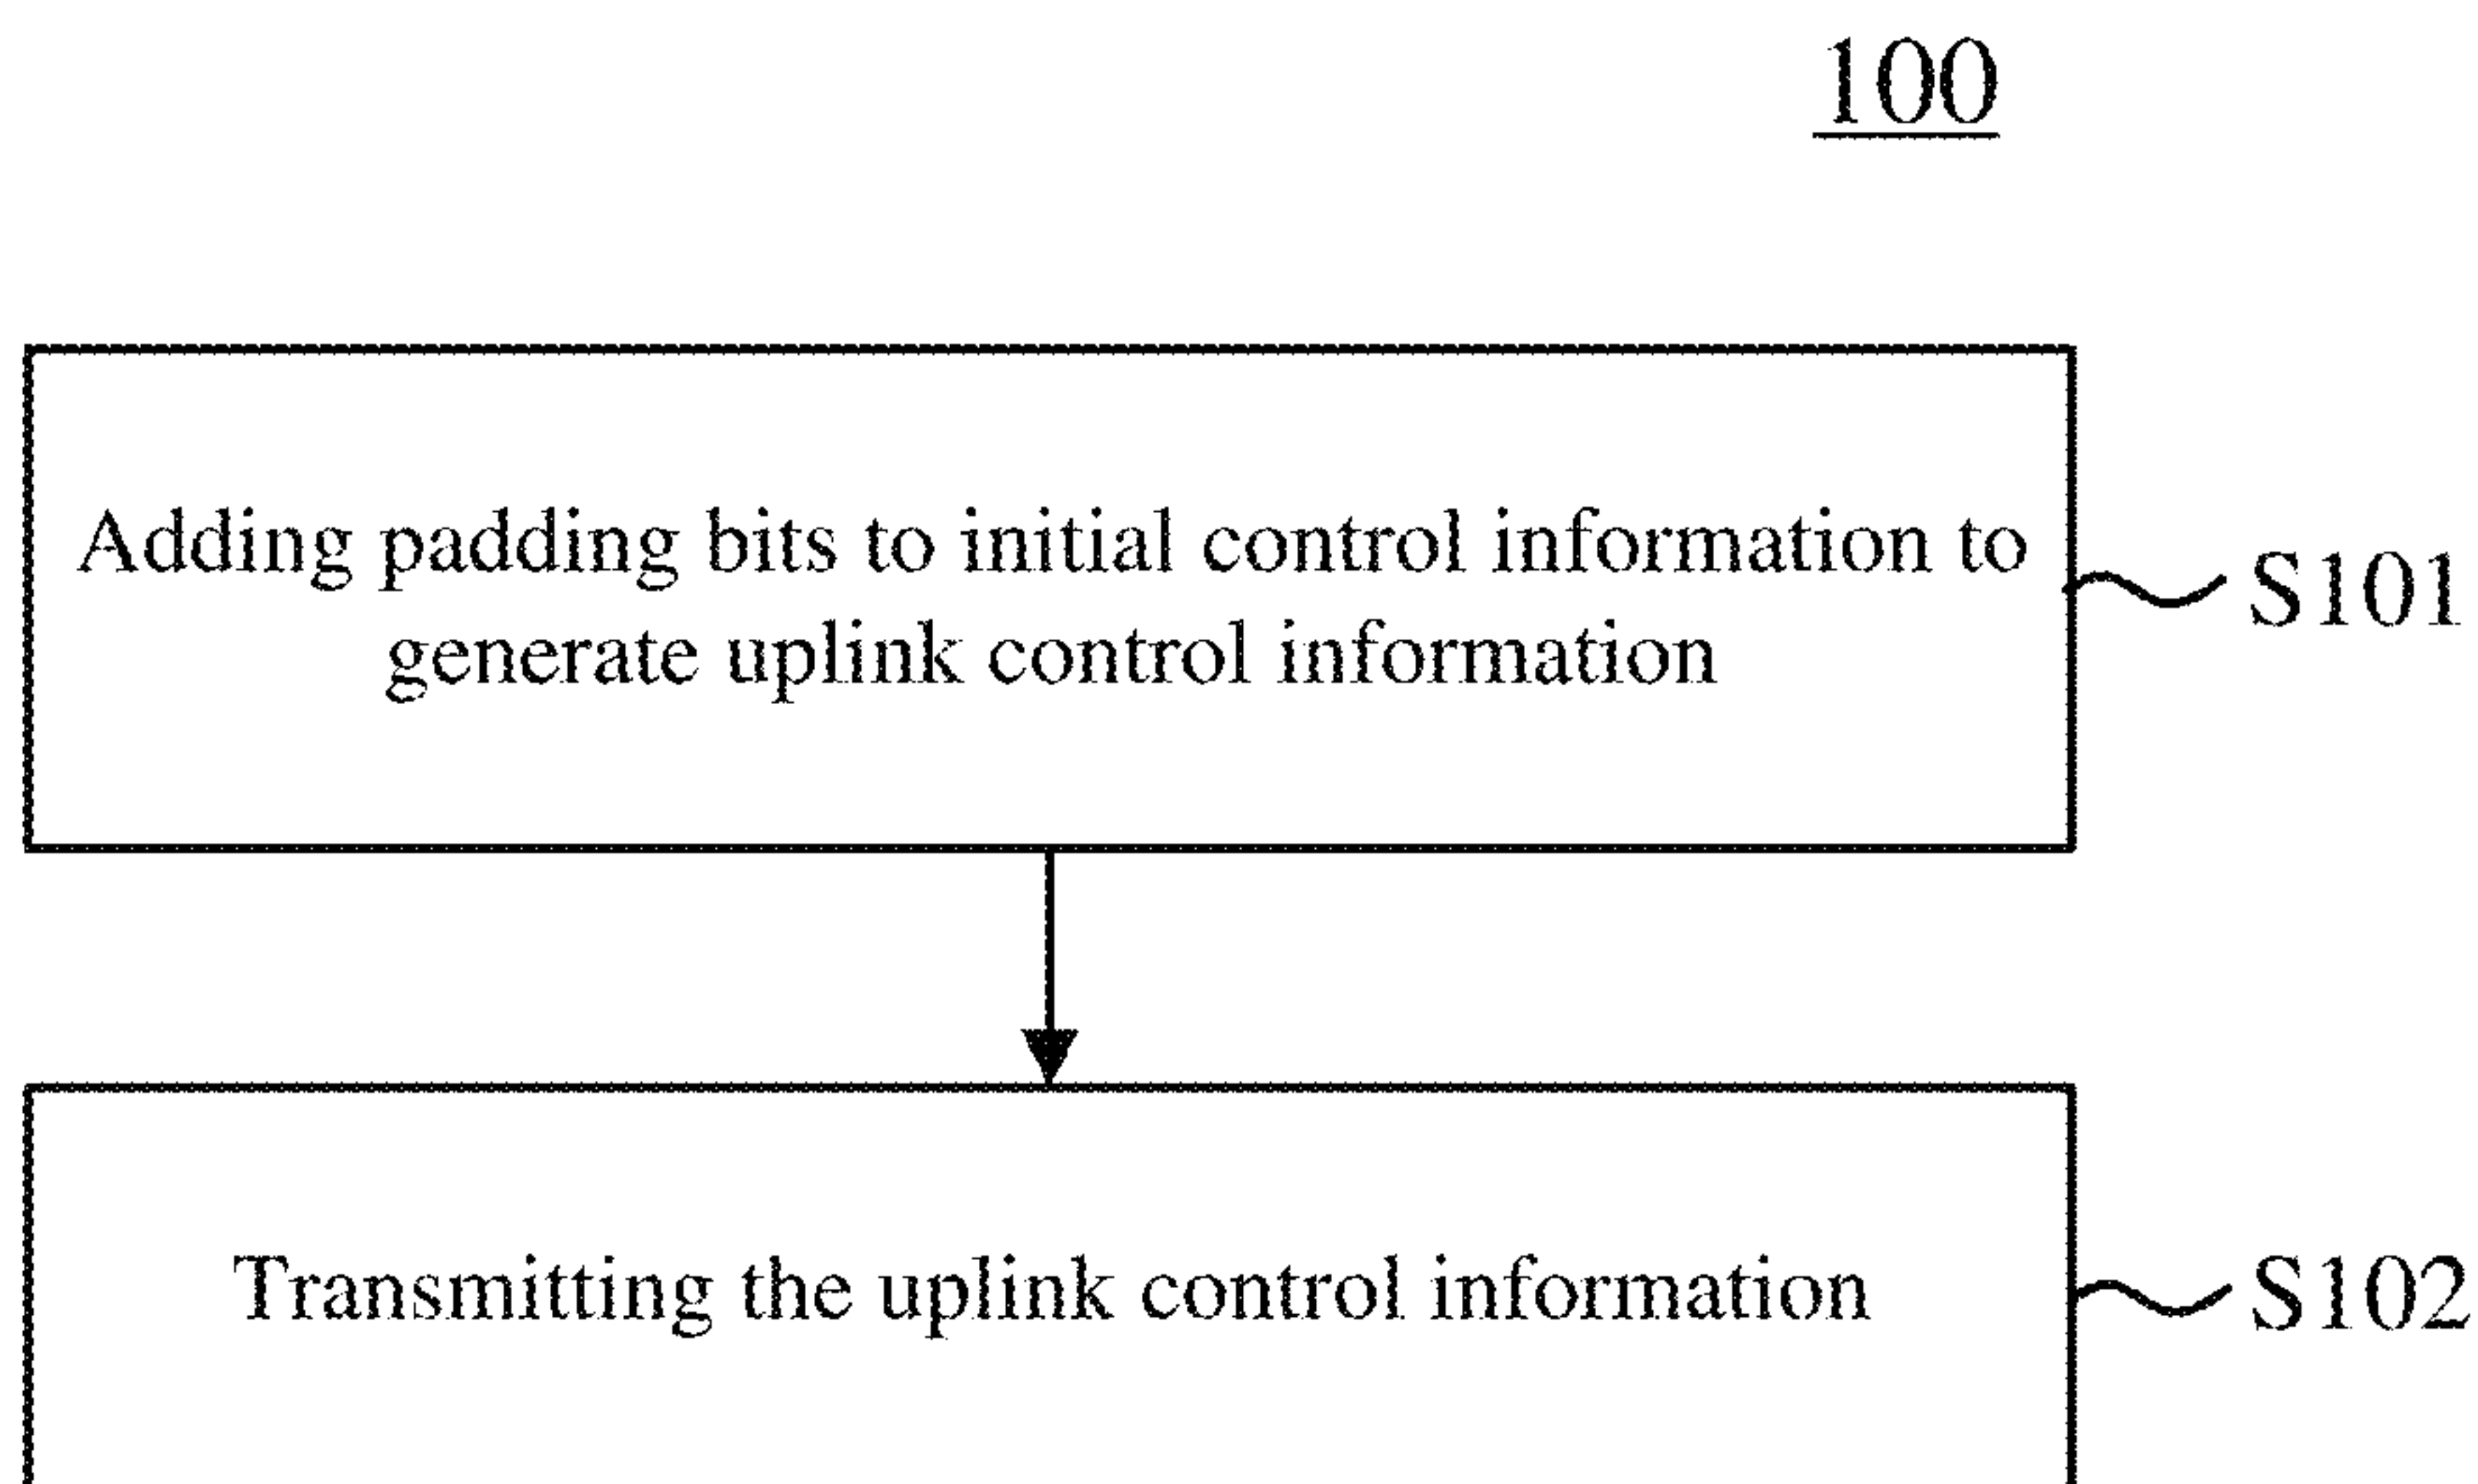 100
Adding padding bits to initial control information to
generate uplink control information
S101
Transmitting the uplink control information
S102